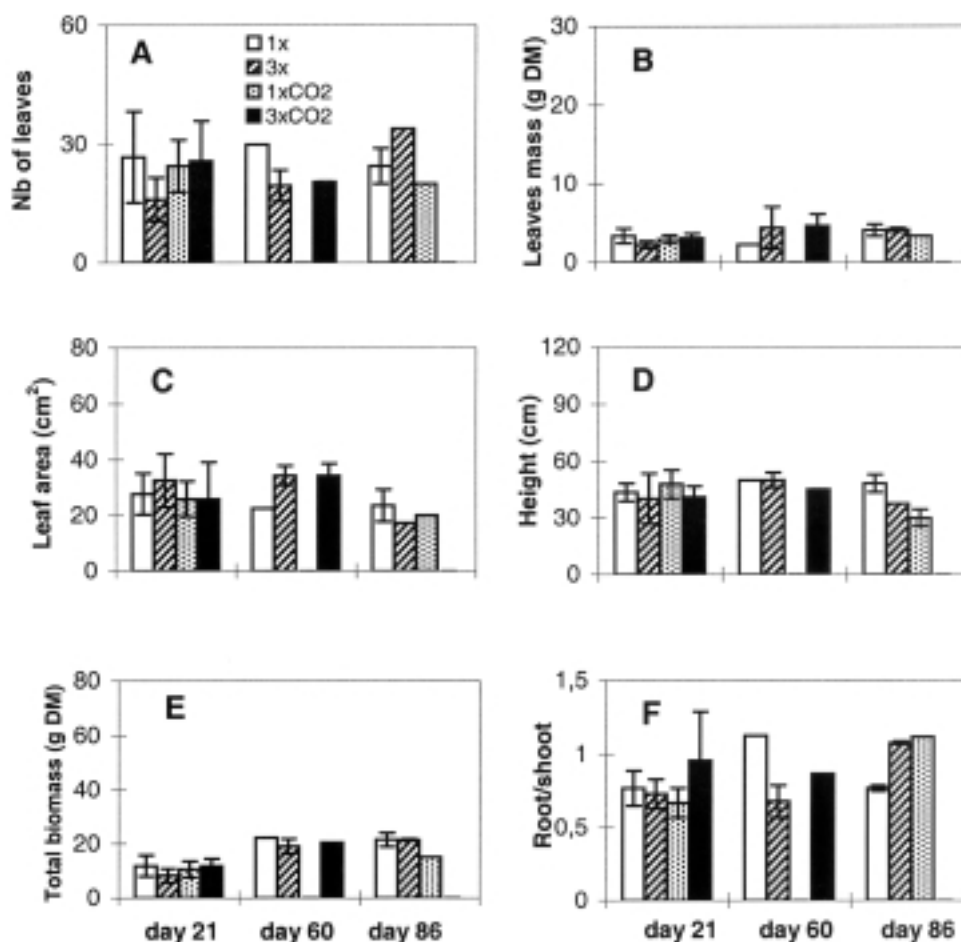 A
1x
3x
1xCO2
3xCO2
Nb of leaves
60
30
0
B
Leaves mass (g DM)
30
25
20
15
10
5
0
C
Leaf area (cm²)
80
60
40
20
0
D
Height (cm)
120
90
60
30
0
E
Total biomass (g DM)
80
60
40
20
0
day 21 day 60 day 86
F
Root/shoot
1,5
1
0,5
0
day 21 day 60 day 86